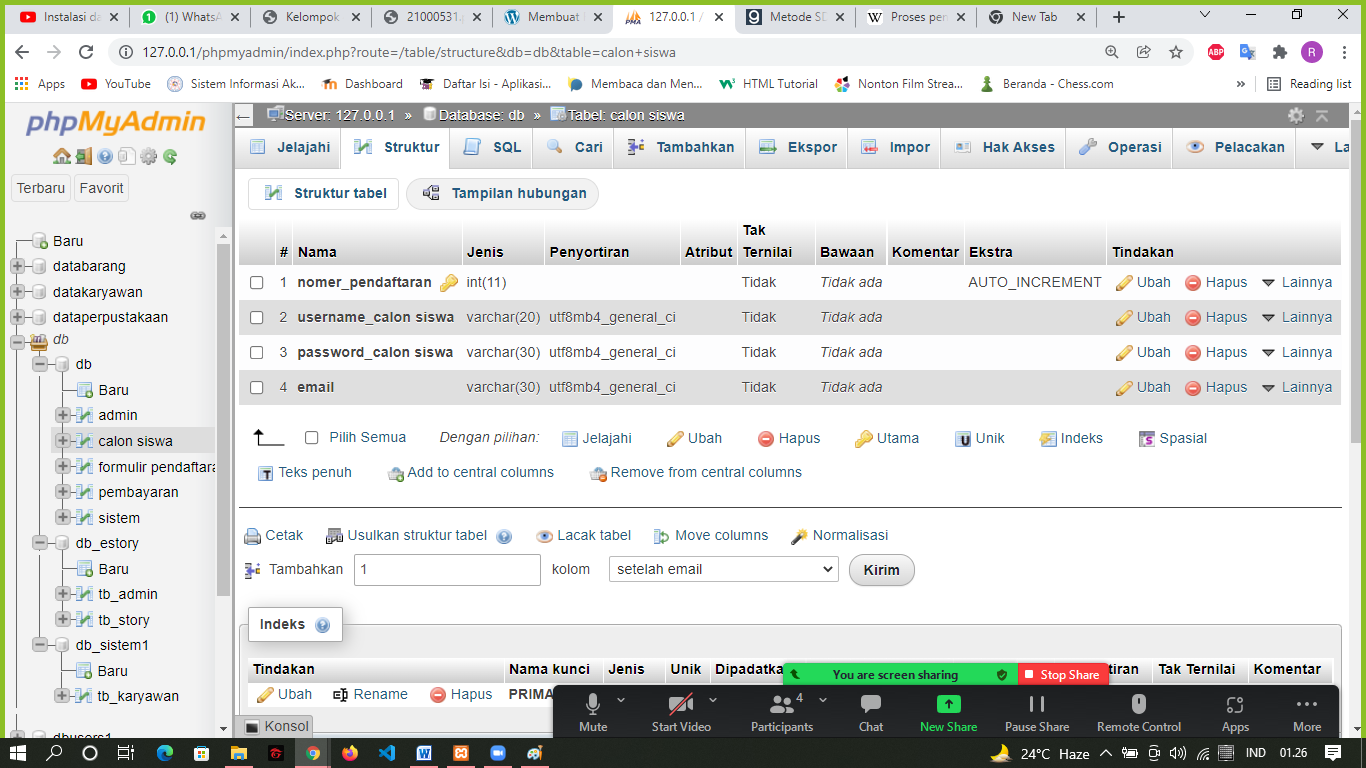 Instalasi da
(1) WhatsA
Kelompok
21000531.p
Membuat
127.0.0.1 /
Metode SD
Proses pen
New Tab
127.0.0.1/phpmyadmin/index.php?route=/table/structure&db=db&table=calon+siswa
ABP
R
Apps
YouTube
Sistem Informasi Ak...
Dashboard
Daftar Isi - Aplikasi...
Membaca dan Men...
HTML Tutorial
Nonton Film Strea...
Beranda - Chess.com
»
Reading list
phpMyAdmin
Terbaru Favorit
Baru
databarang
datakaryawan
dataperpustakaan
db
db
Baru
admin
calon siswa
formulir pendaftara
pembayaran
sistem
db_estory
Baru
tb_admin
tb_story
db_sistem1
Baru
tb_karyawan
dbusers1
Server: 127.0.0.1 » Database: db » Tabel: calon siswa
Jelajahi Struktur SQL Cari Tambahkan Ekspor Impor Hak Akses Operasi Pelacakan La
Struktur tabel Tampilan hubungan
# Nama Jenis Penyortiran Atribut Tak Ternilai Bawaan Komentar Ekstra Tindakan
1 nomer_pendaftaran int(11) Tidak Tidak ada AUTO_INCREMENT Ubah Hapus Lainnya
2 username_calon siswa varchar(20) utf8mb4_general_ci Tidak Tidak ada Ubah Hapus Lainnya
3 password_calon siswa varchar(30) utf8mb4_general_ci Tidak Tidak ada Ubah Hapus Lainnya
4 email varchar(30) utf8mb4_general_ci Tidak Tidak ada Ubah Hapus Lainnya
Pilih Semua Dengan pilihan: Jelajahi Ubah Hapus Utama Unik Indeks Spasial
Teks penuh Add to central columns Remove from central columns
Cetak Usulkan struktur tabel Lacak tabel Move columns Normalisasi
Tambahkan 1 kolom setelah email Kirim
Indeks
Tindakan Nama kunci Jenis Unik Dipadatka tiran Tak Ternilai Komentar
Ubah Rename Hapus PRIMA
Konsol
You are screen sharing Stop Share
4
Mute Start Video Participants Chat New Share Pause Share Remote Control Apps More
24°C Haze IND 01.26